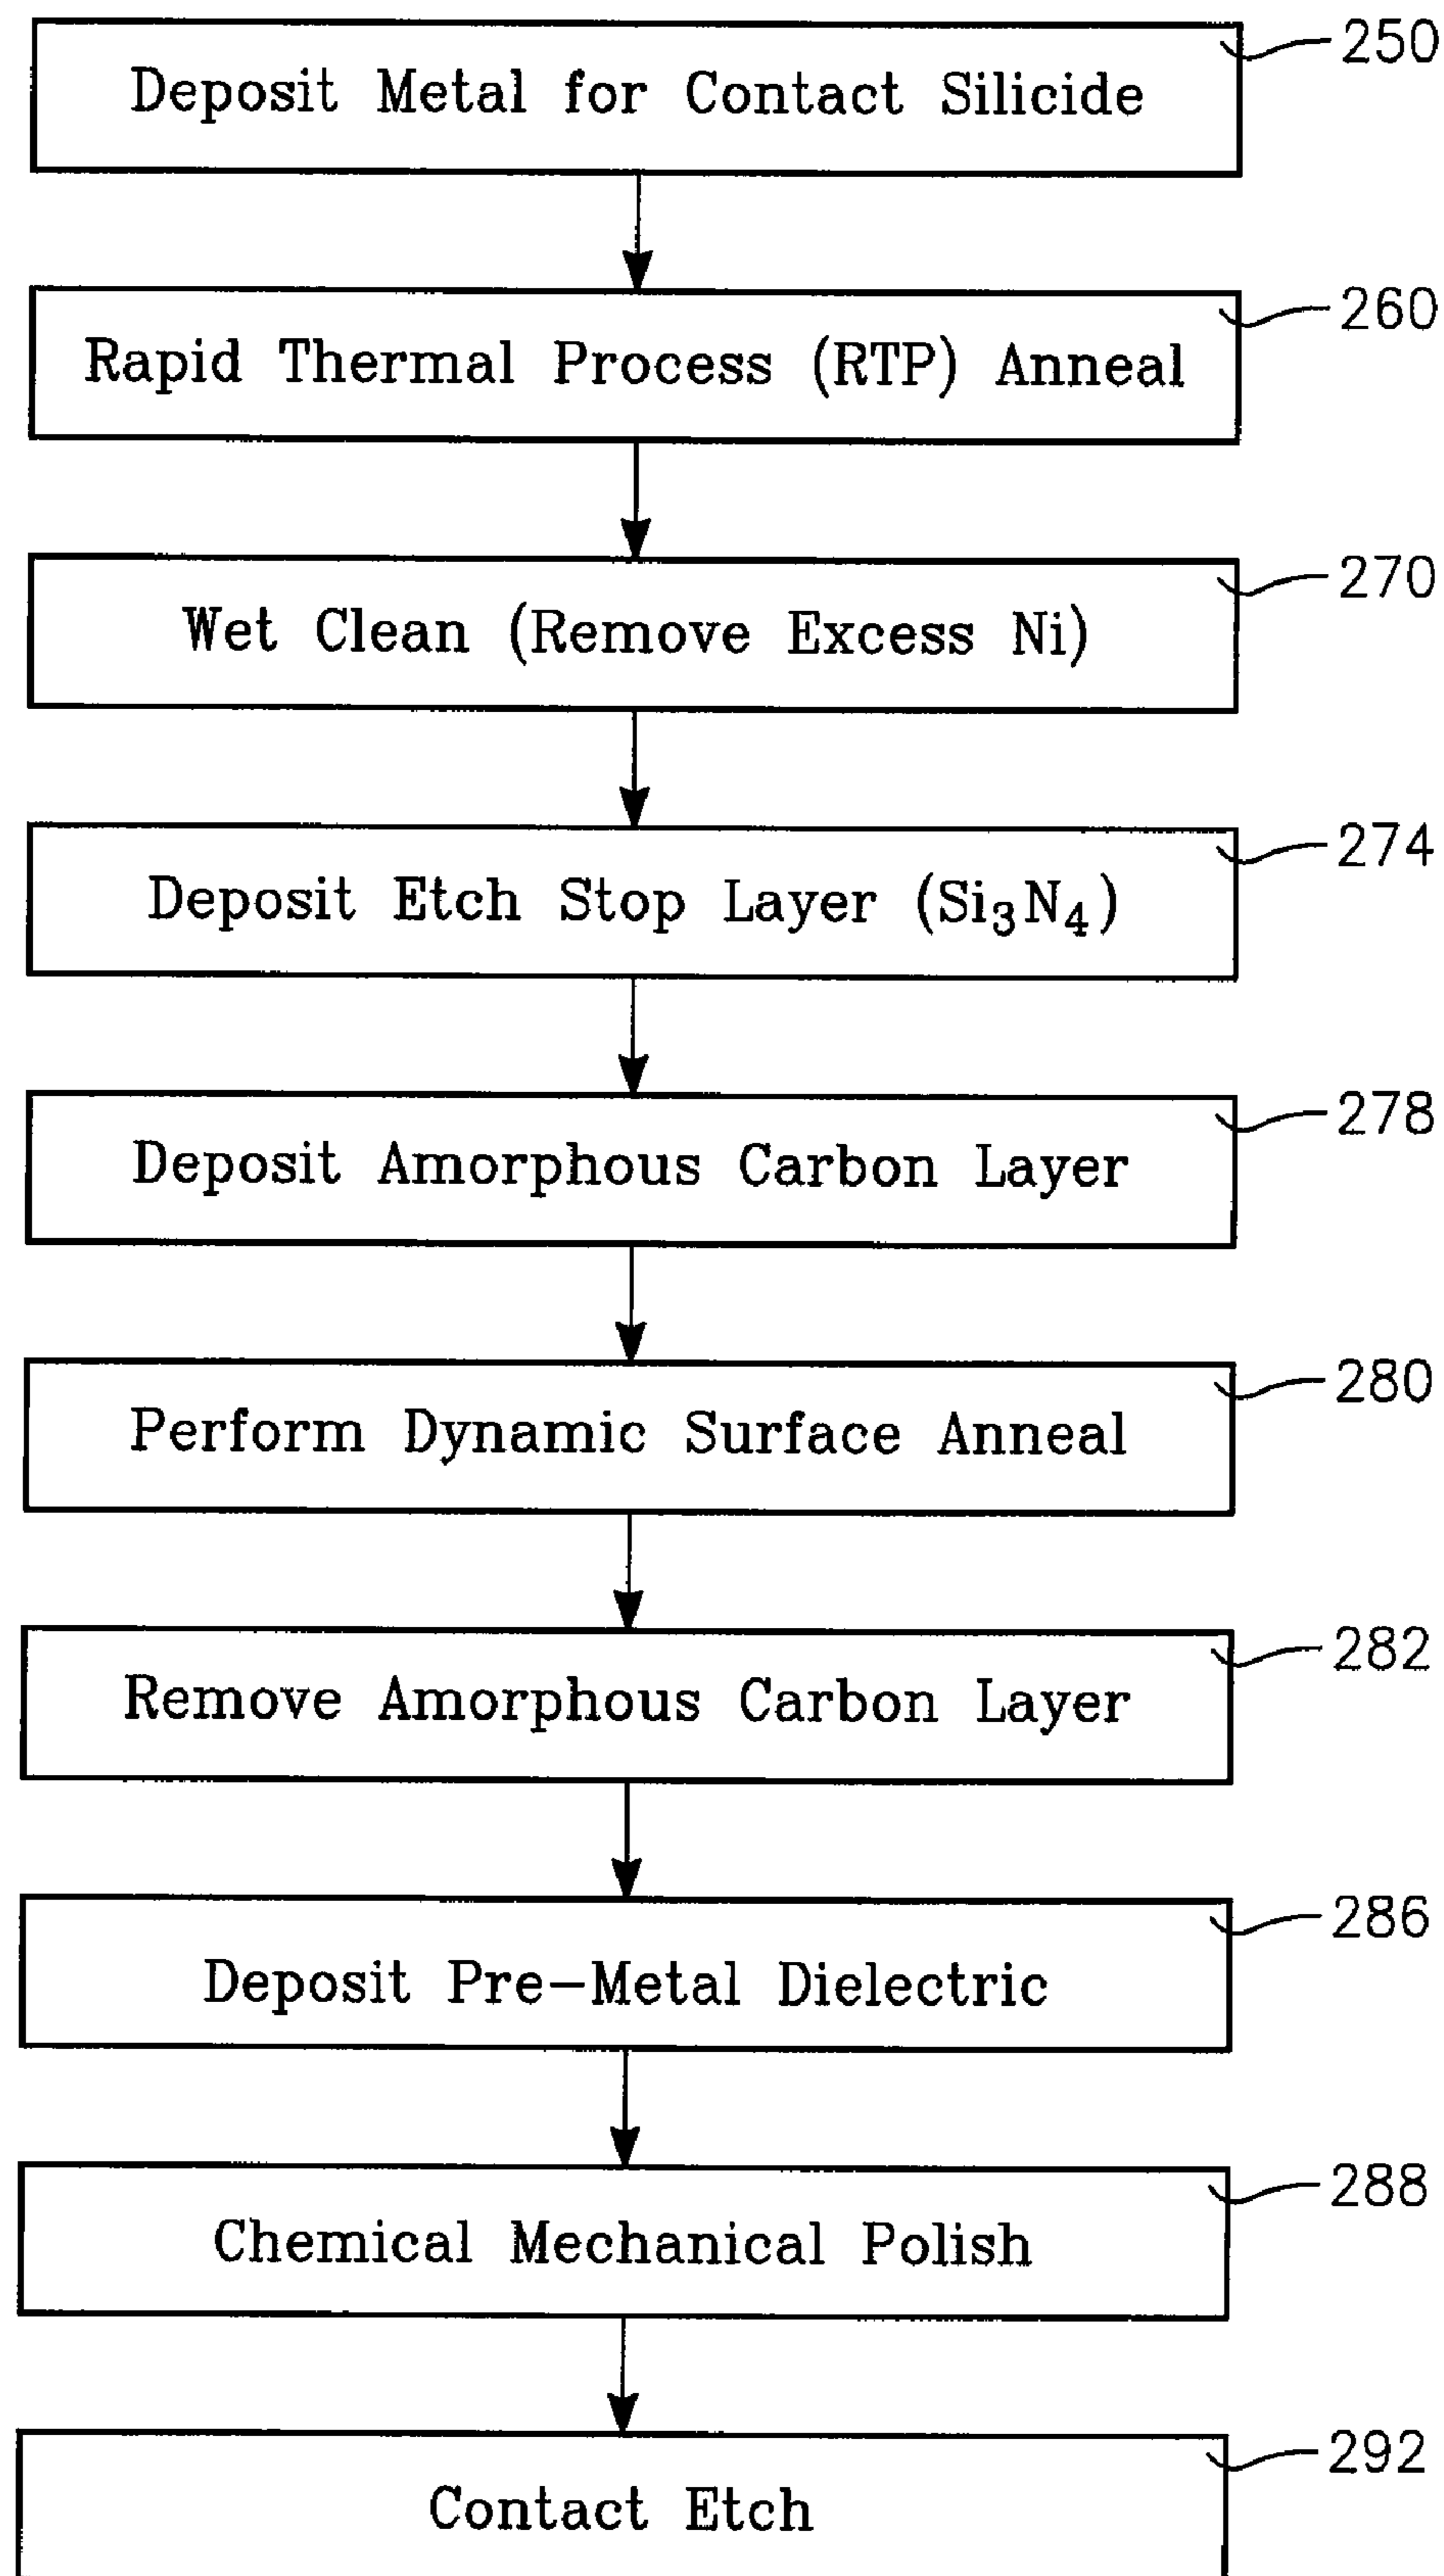 Deposit Metal for Contact Silicide 250
Rapid Thermal Process (RTP) Anneal 260
Wet Clean (Remove Excess Ni) 270
Deposit Etch Stop Layer (Si₃N₄) 274
Deposit Amorphous Carbon Layer 278
Perform Dynamic Surface Anneal 280
Remove Amorphous Carbon Layer 282
Deposit Pre-Metal Dielectric 286
Chemical Mechanical Polish 288
Contact Etch 292